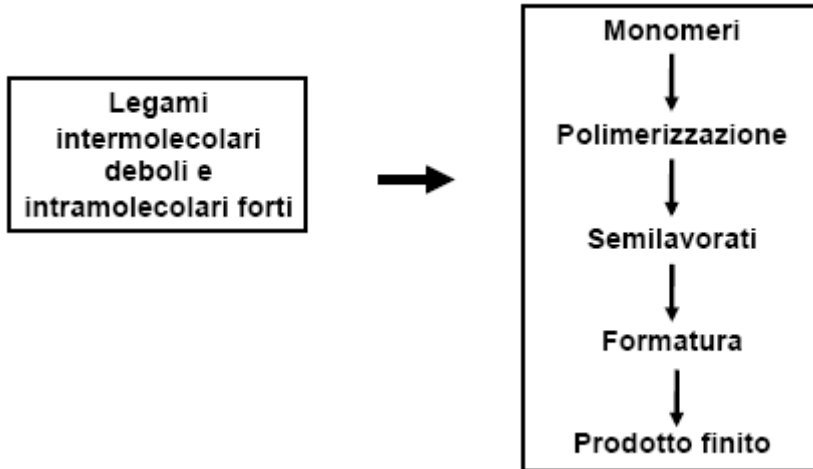 Legami
intermolecolari
deboli e
intramolecolari forti
Monomeri
Polimerizzazione
Semilavorati
Formatura
Prodotto finito